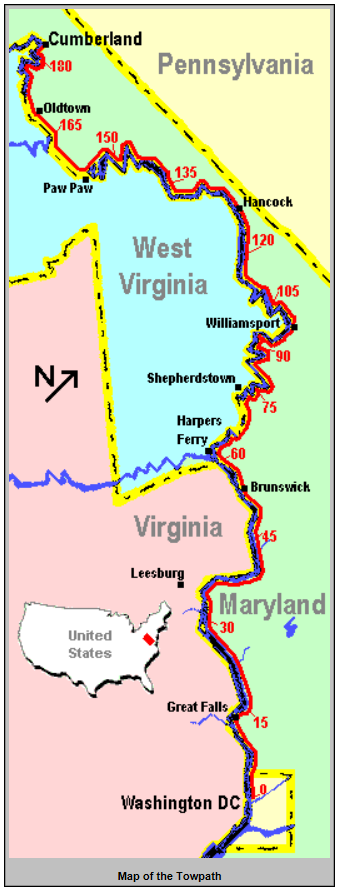 Cumberland
Pennsylvania
180
Oldtown
165
150
135
Paw Paw
Hancock
120
West
Virginia
105
Williamsport
90
Shepherdstown
75
N
Harpers
Ferry
60
Brunswick
Virginia
45
Leesburg
Maryland
30
United
States
Great Falls
15
0
Washington DC
Map of the Towpath